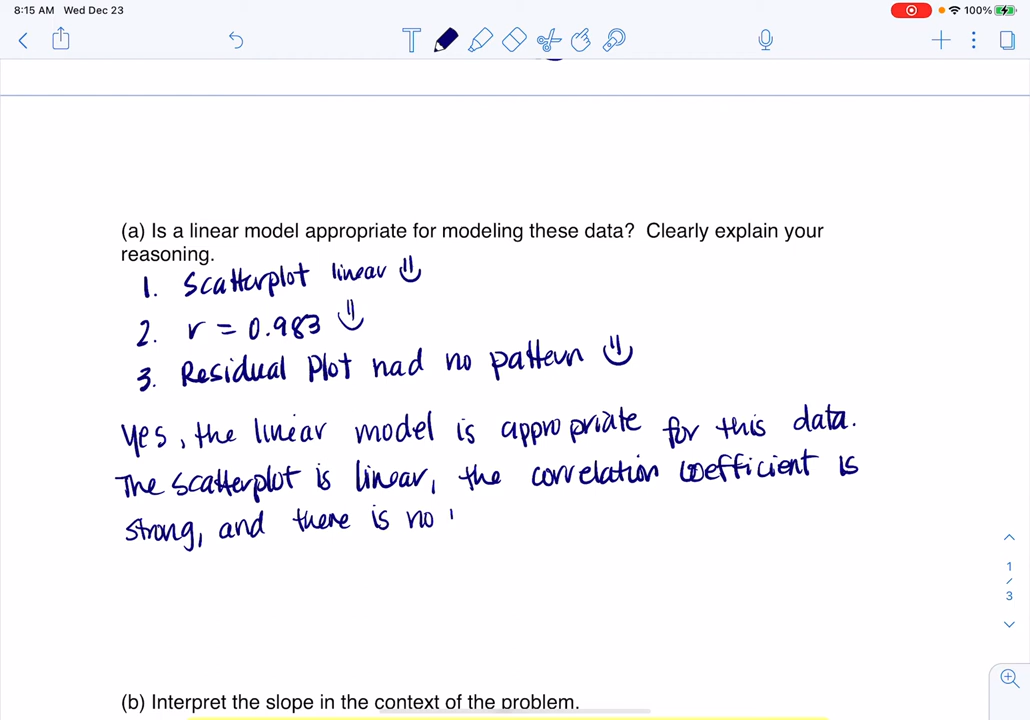 8:15 AM Wed Dec 23
100%
T
(a) Is a linear model appropriate for modeling these data? Clearly explain your
reasoning.
1. Scatterplot linear
2. r = 0.983
3. Residual Plot had no pattern
Yes, the linear model is appropriate for this data.
The scatterplot is linear, the correlation coefficient is
strong, and there is no
1
/
3
(b) Interpret the slope in the context of the problem.